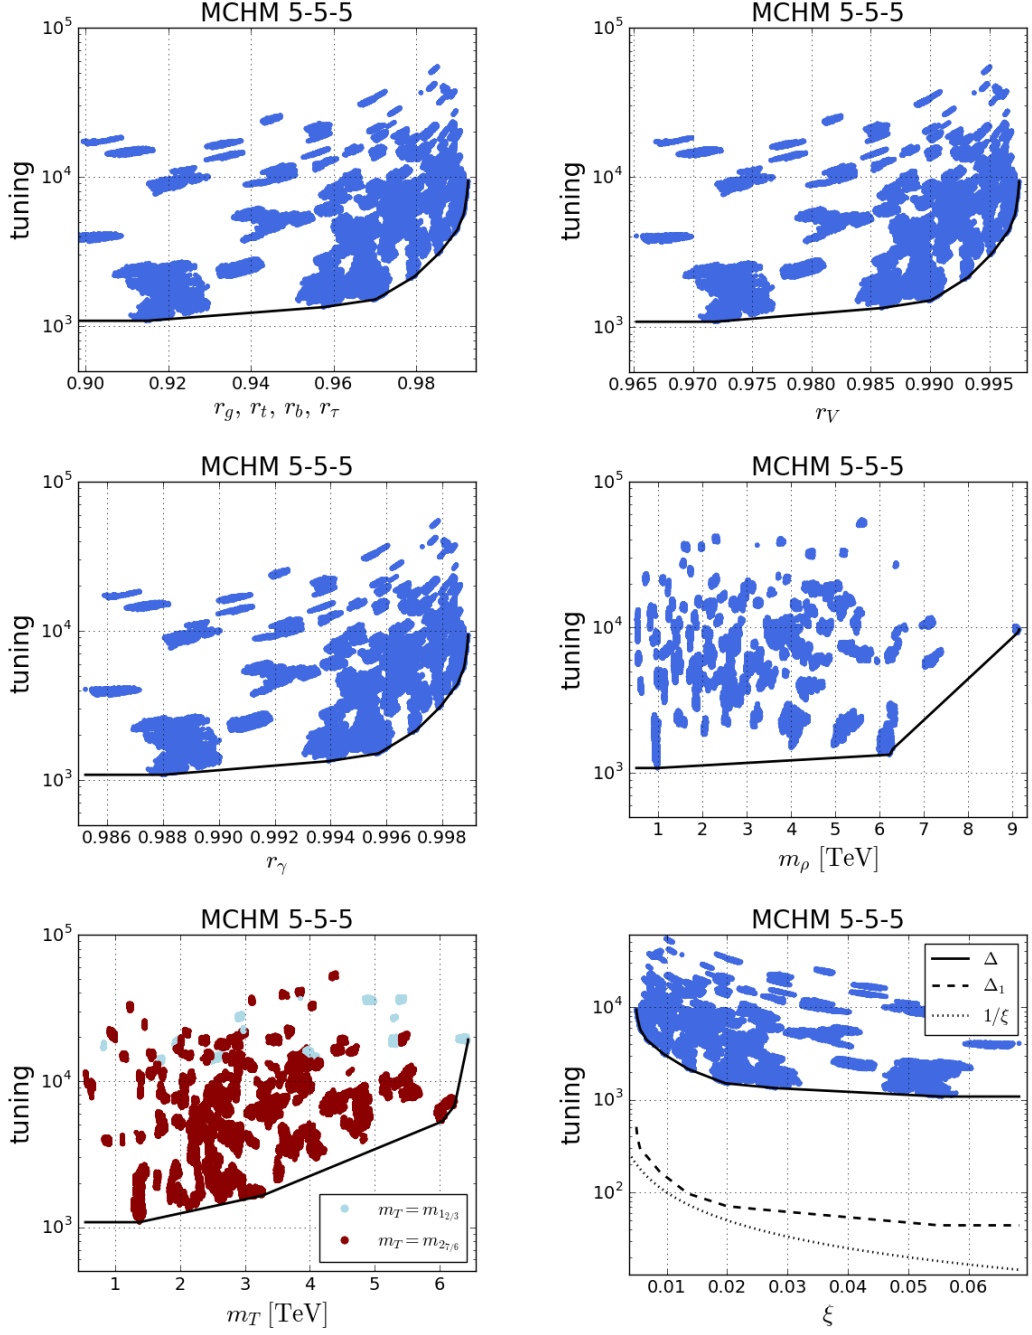 MCHM 5-5-5
tuning
10^5
10^4
10^3
0.90 0.92 0.94 0.96 0.98
r_g, r_t, r_b, r_τ
MCHM 5-5-5
tuning
10^5
10^4
10^3
0.965 0.970 0.975 0.980 0.985 0.990 0.995
r_V
MCHM 5-5-5
tuning
10^5
10^4
10^3
0.986 0.988 0.990 0.992 0.994 0.996 0.998
r_γ
MCHM 5-5-5
tuning
10^5
10^4
10^3
1 2 3 4 5 6 7 8 9
m_ρ [TeV]
MCHM 5-5-5
tuning
10^5
10^4
10^3
m_T = m_{1_{2/3}}
m_T = m_{2_{7/6}}
1 2 3 4 5 6
m_T [TeV]
MCHM 5-5-5
tuning
10^4
10^3
10^2
Δ
Δ_1
1/ξ
0.01 0.02 0.03 0.04 0.05 0.06
ξ